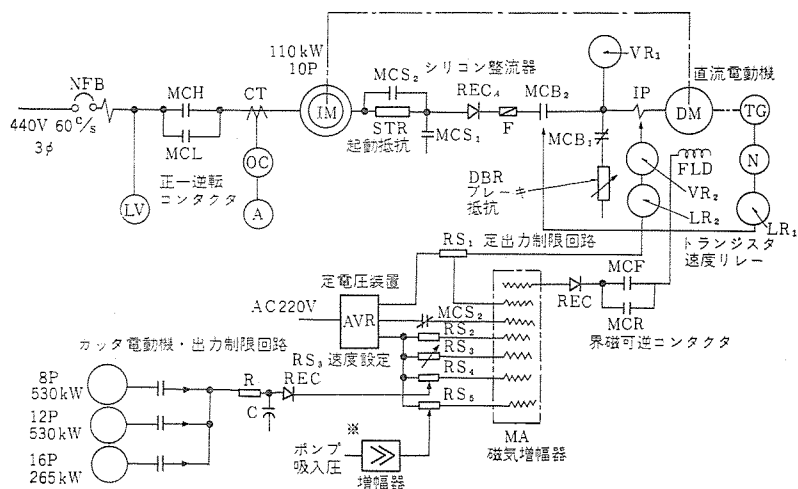 110kW
10P
シリコン整流器
MCS₂
VR₁
直流電動機
NFB
MCH
CT
IM
REC₄
MCB₂
IP
DM
TG
440V 60c/s
3φ
MCL
STR
起動抵抗
MCS₁
F
MCB₁
FLD
N
正−逆転
コンタクタ
OC
DBR
ブレーキ
抵抗
VR₂
LV
A
LR₂
LR₁
トランジスタ
速度リレー
RS₁
定出力制限回路
定電圧装置
MCF
REC
MCR
AC220V
AVR
MCS₂
RS₂
界磁可逆コンタクタ
カッタ電動機・出力制限回路
RS₃
速度設定
RS₃
8P
530kW
R
REC
RS₄
C
RS₅
12P
530kW
※
ポンプ
吸入圧
増幅器
MA
磁気増幅器
16P
265kW